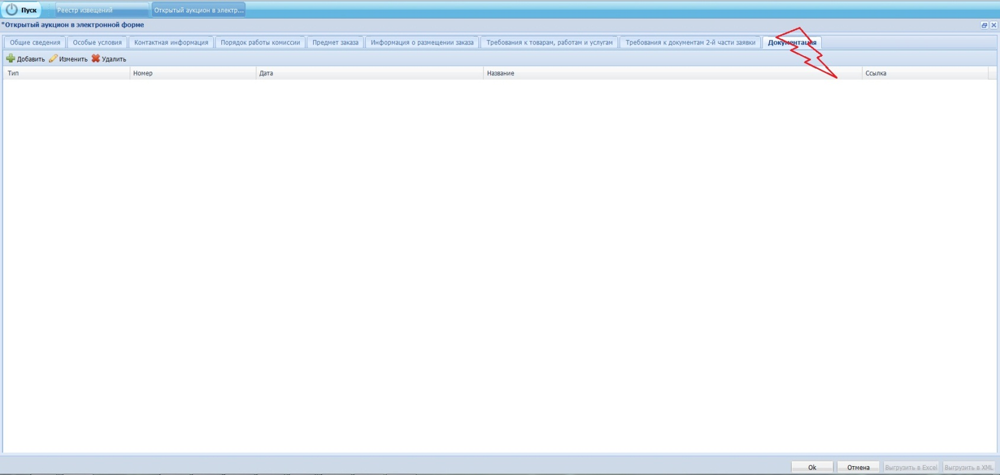 Пуск Реестр извещений Открытый аукцион в электр...
*Открытый аукцион в электронной форме
Общие сведения Особые условия Контактная информация Порядок работы комиссии Предмет заказа Информация о размещении заказа Требования к товарам, работам и услугам Требования к документам 2-й части заявки Документация
Добавить Изменить Удалить
Тип Номер Дата Название Ссылка
Ok Отмена Выгрузить в Excel Выгрузить в XML